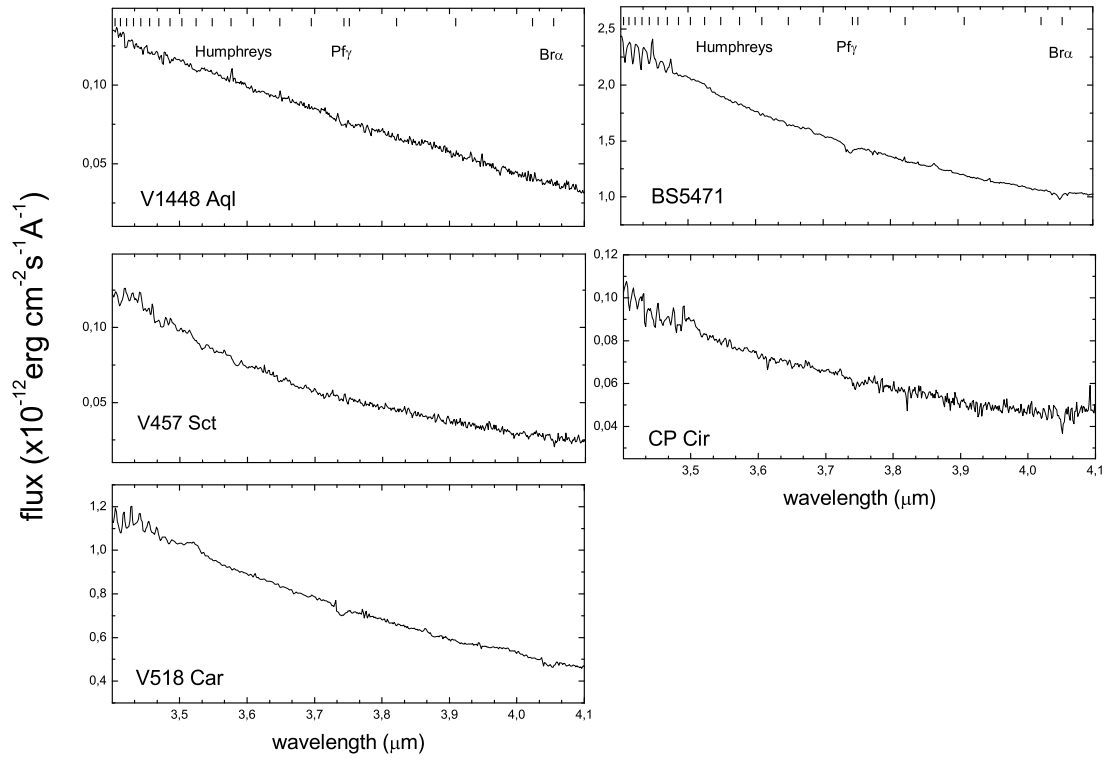 flux (x10-12erg cm-2s-1A-1)
Humphreys Pfγ Brα
0,10
0,05
V1448 Aql
Humphreys Pfγ Brα
2,5
2,0
1,5
1,0
BS5471
0,10
0,05
V457 Sct
0,12
0,10
0,08
0,06
0,04
CP Cir
3,5 3,6 3,7 3,8 3,9 4,0 4,1
wavelength (μm)
1,2
1,0
0,8
0,6
0,4
V518 Car
3,5 3,6 3,7 3,8 3,9 4,0 4,1
wavelength (μm)